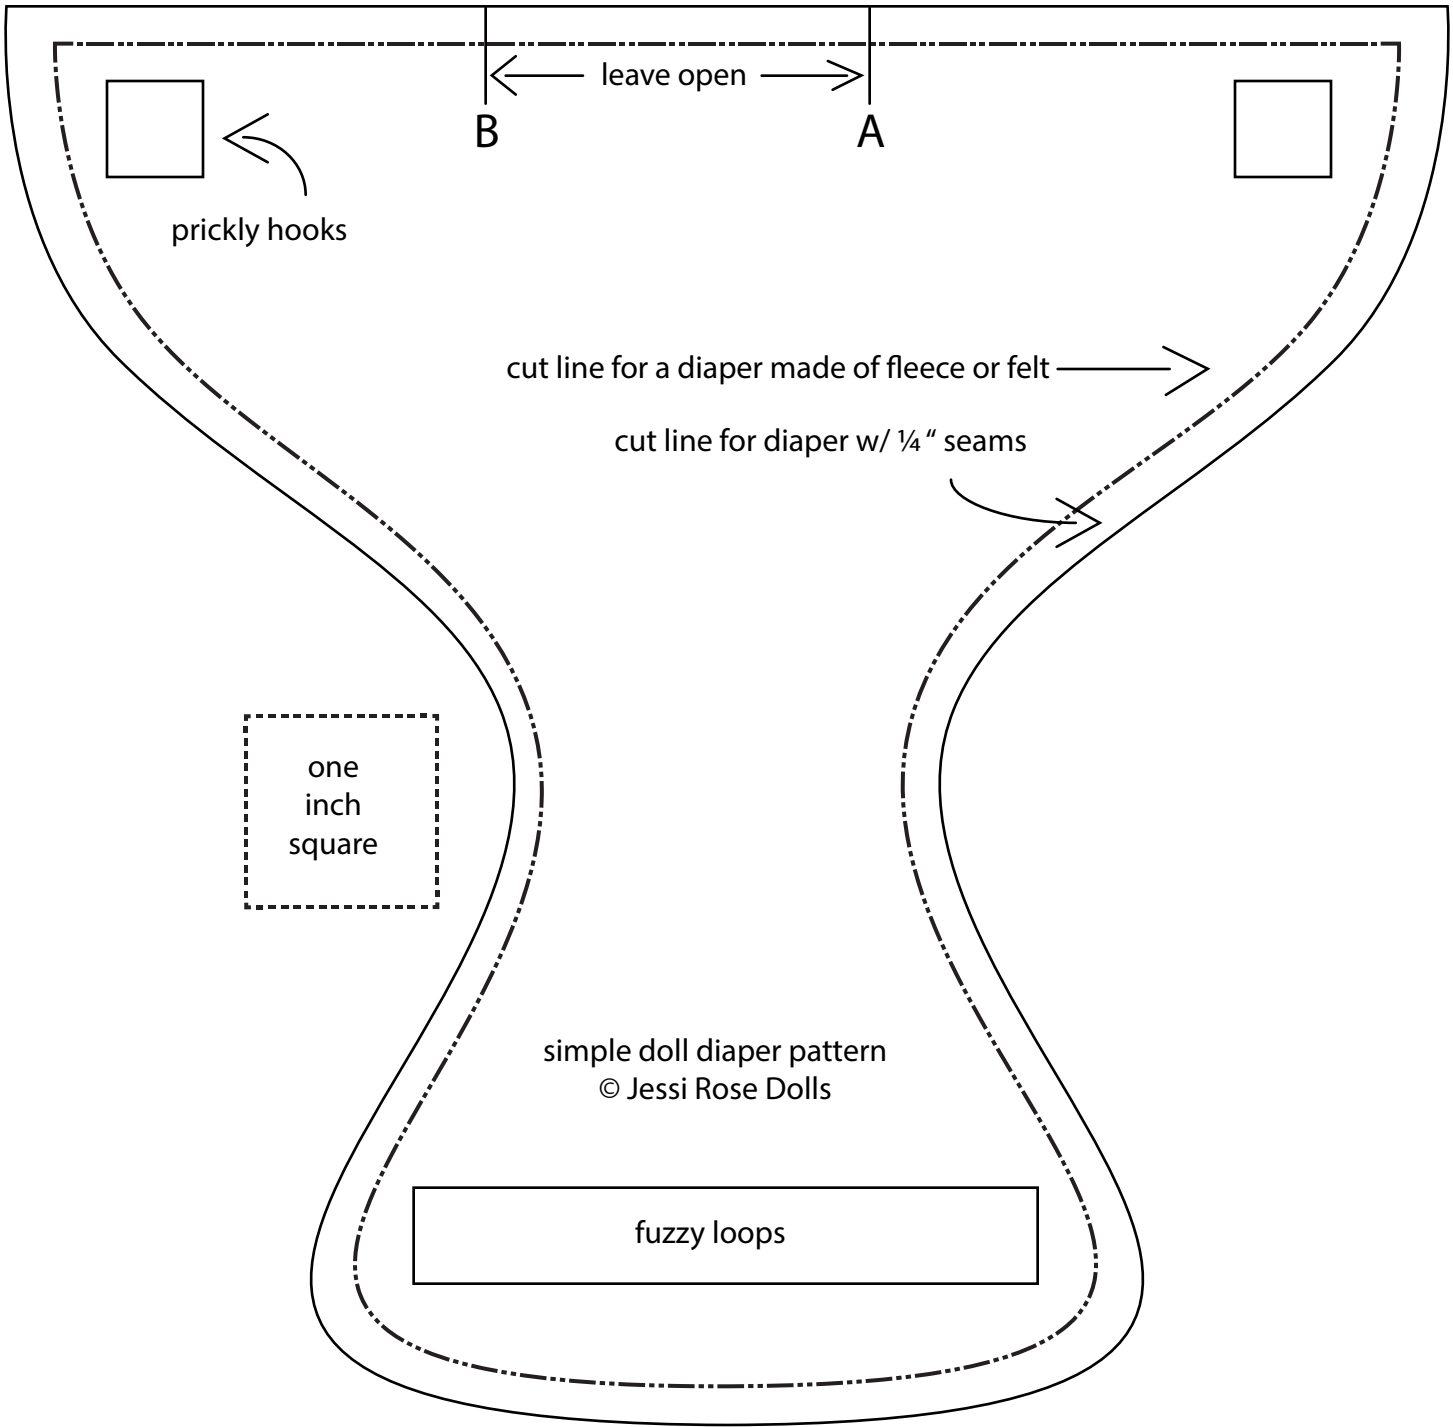 leave open
B
A
prickly hooks
cut line for a diaper made of fleece or felt
cut line for diaper w/ ¼“ seams
one
inch
square
simple doll diaper pattern
© Jessi Rose Dolls
fuzzy loops